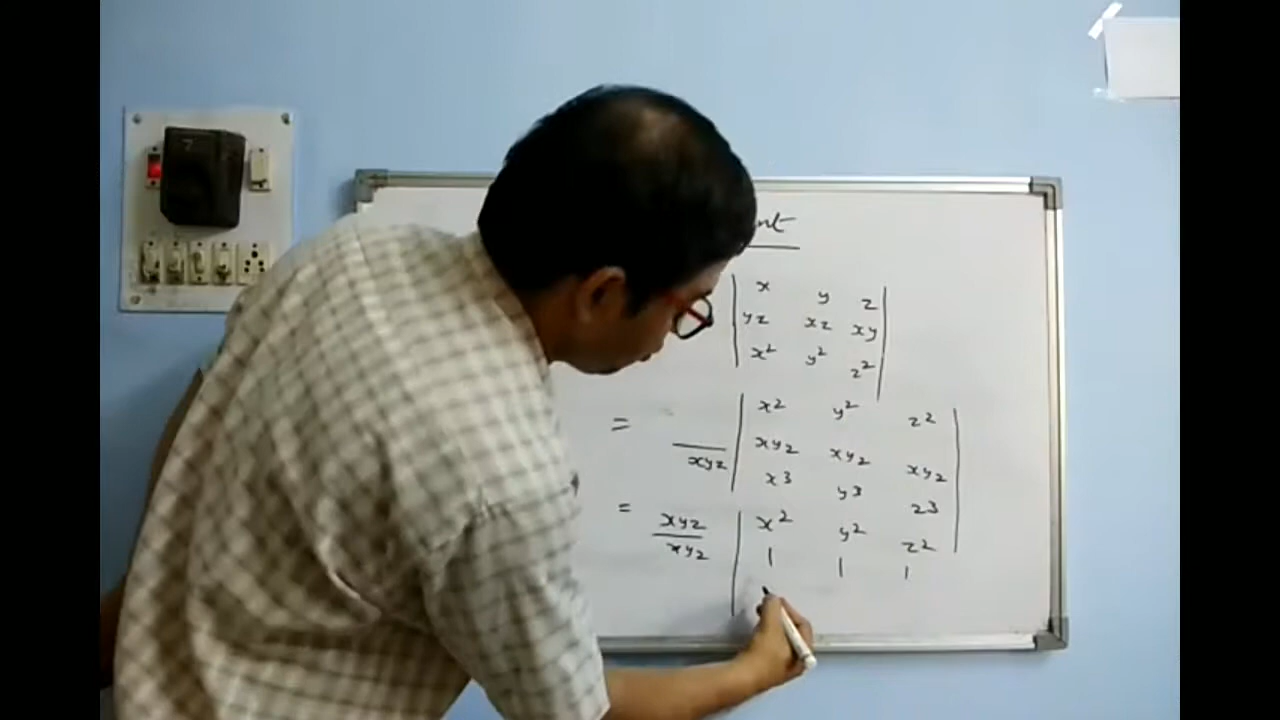 x y z
yz xz xy
x² y² z²
= / xyz x² y² z²
xyz xyz xyz
x3 y3 z3
= xyz / xyz x² y² z²
1 1 1